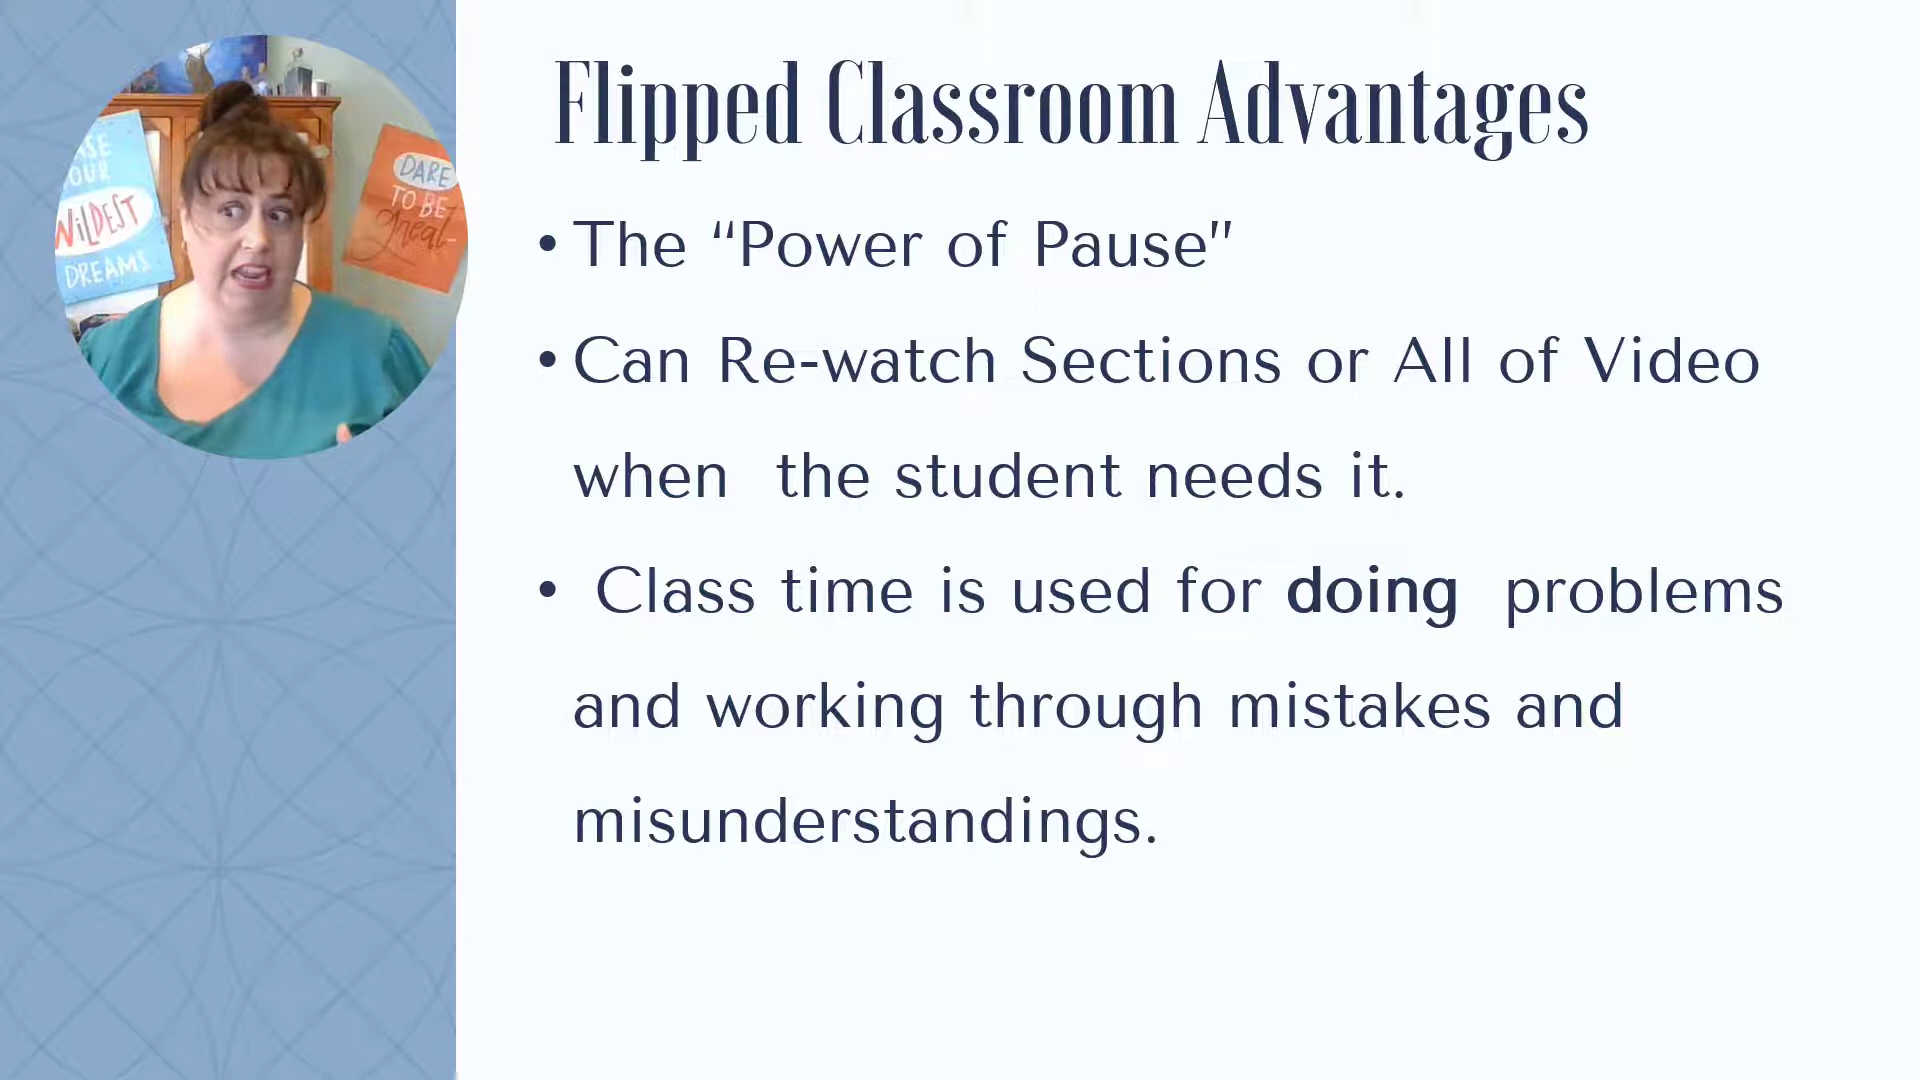 Flipped Classroom Advantages
• The “Power of Pause”
• Can Re-watch Sections or All of Video
when the student needs it.
• Class time is used for doing problems
and working through mistakes and
misunderstandings.
OUR
WiLDEST
DREAMS
DARE
TO BE
great